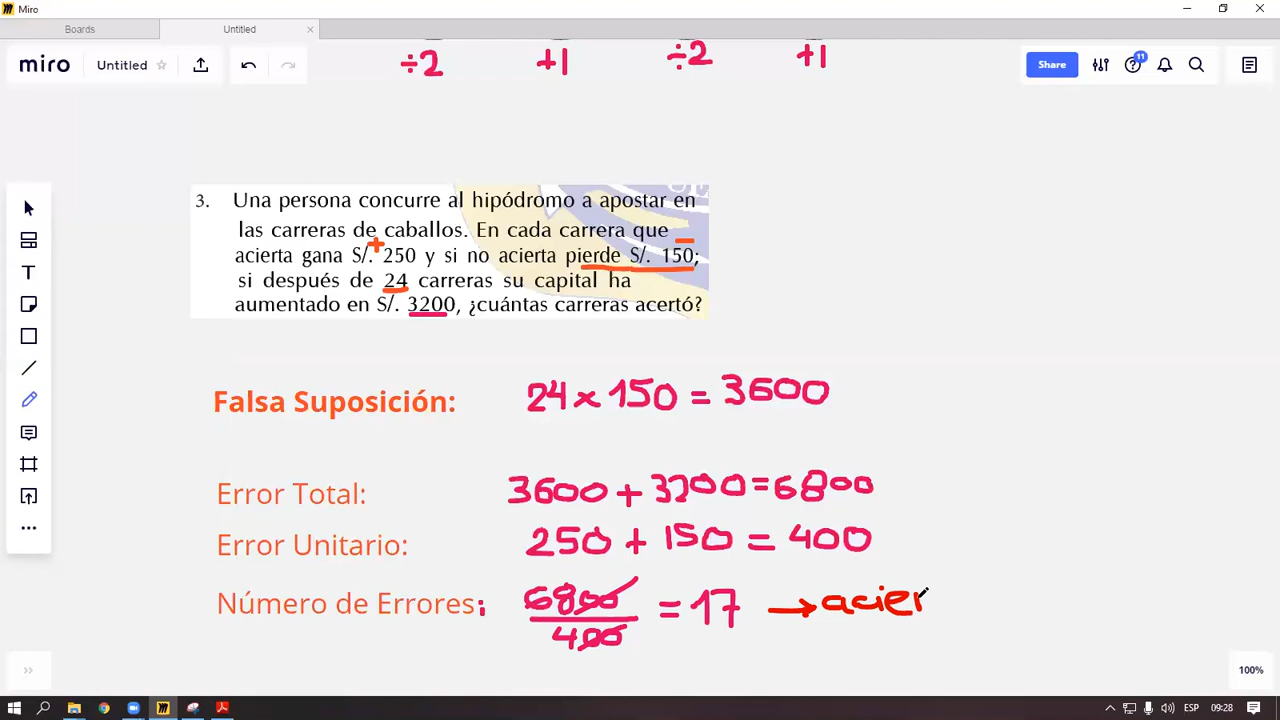 Miro
Boards
Untitled
miro
Untitled
Share
11
÷2 +1 ÷2 +1
3. Una persona concurre al hipódromo a apostar en
las carreras de caballos. En cada carrera que
acierta gana S/. 250 y si no acierta pierde S/. 150;
si después de 24 carreras su capital ha
aumentado en S/. 3200, ¿cuántas carreras acertó?
+
−
Falsa Suposición: 24 × 150 = 3600
Error Total: 3600 + 3200 = 6800
Error Unitario: 250 + 150 = 400
Número de Errores: 6800/400 = 17 → acier
100%
ESP 09:28